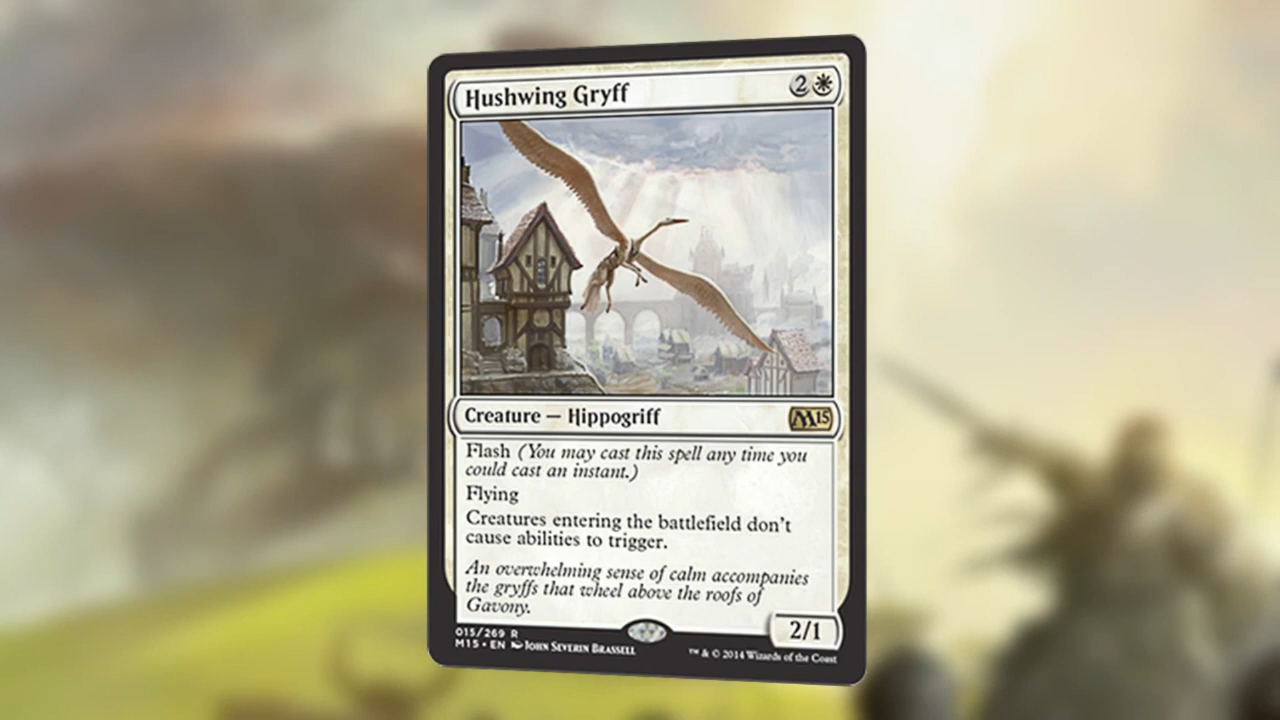 Hushwing Gryff 2
Creature — Hippogriff M15
Flash (You may cast this spell any time you
could cast an instant.)
Flying
Creatures entering the battlefield don't
cause abilities to trigger.
An overwhelming sense of calm accompanies
the gryffs that wheel above the roofs of
Gavony.
2/1
015/269 R
M15 • EN JOHN SEVERIN BRASSELL
™ & © 2014 Wizards of the Coast